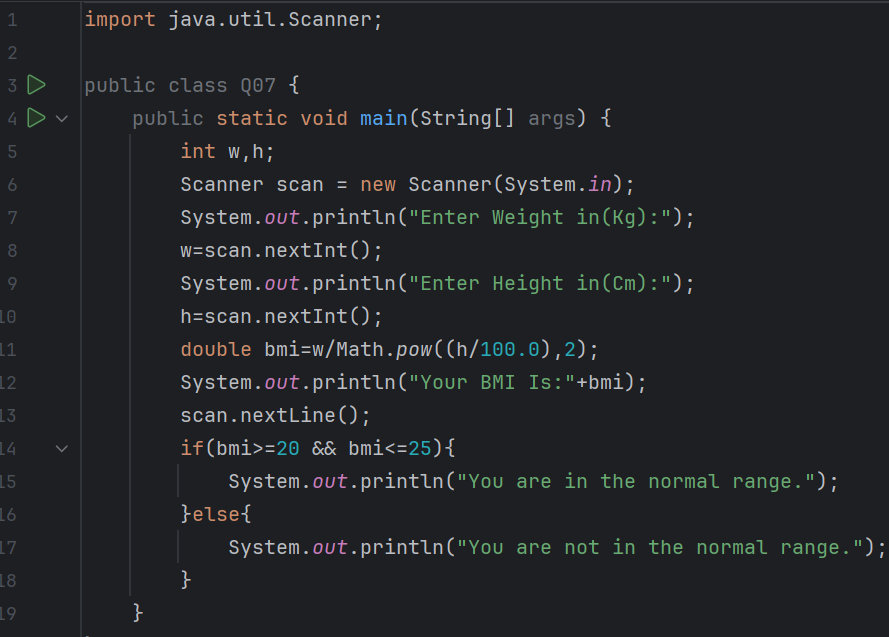 1 import java.util.Scanner;
2
3 public class Q07 {
4 public static void main(String[] args) {
5 int w,h;
6 Scanner scan = new Scanner(System.in);
7 System.out.println("Enter Weight in(Kg):");
8 w=scan.nextInt();
9 System.out.println("Enter Height in(Cm):");
10 h=scan.nextInt();
11 double bmi=w/Math.pow((h/100.0),2);
12 System.out.println("Your BMI Is:"+bmi);
13 scan.nextLine();
14 if(bmi>=20 && bmi<=25){
15 System.out.println("You are in the normal range.");
16 }else{
17 System.out.println("You are not in the normal range.");
18 }
19 }